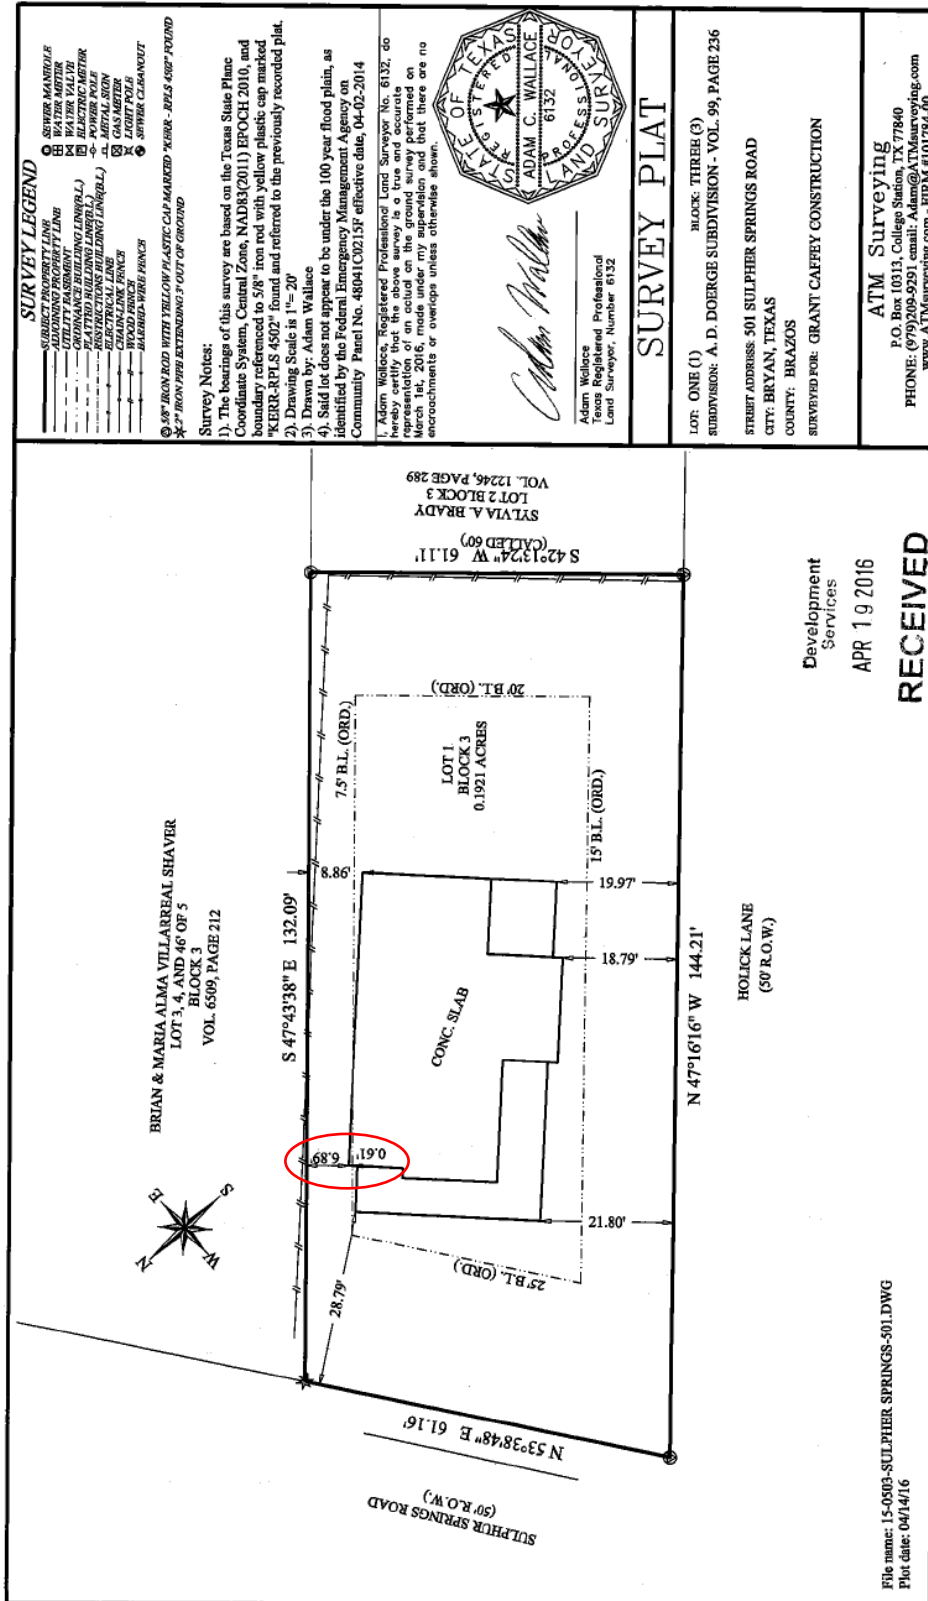 SURVEY LEGEND
SUBJECT PROPERTY LINE
ADJOINING PROPERTY LINE
UTILITY EASEMENT
ORDINANCE BUILDING LINE(B.L.)
PLATTED BUILDING LINE(B.L.)
RESTRICTIONS BUILDING LINE(B.L.)
ELECTRICAL LINE
CHAIN-LINK FENCE
WOOD FENCE
BARBED-WIRE FENCE
SEWER MANHOLE
WATER METER
WATER VALVE
ELECTRIC METER
POWER POLE
METAL SIGN
GAS METER
LIGHT POLE
SEWER CLEANOUT
5/8" IRON ROD WITH YELLOW PLASTIC CAP MARKED "KERR - RPLS 4502" FOUND
2" IRON PIPE EXTENDING 3' OUT OF GROUND
Survey Notes:
1). The bearings of this survey are based on the Texas State Plane
Coordinate System, Central Zone, NAD83(2011) EPOCH 2010, and
boundary referenced to 5/8" iron rod with yellow plastic cap marked
"KERR-RPLS 4502" found and referred to the previously recorded plat.
2). Drawing Scale is 1"= 20'
3). Drawn by: Adam Wallace
4). Said lot does not appear to be under the 100 year flood plain, as
identified by the Federal Emergency Management Agency on
Community Panel No. 48041C0215F effective date, 04-02-2014
I, Adam Wallace, Registered Professional Land Surveyor No. 6132, do
hereby certify that the above survey is a true and accurate
representation of an actual on the ground survey performed on
March 1st, 2016, made under my supervision and that there are no
encroachments or overlaps unless otherwise shown.
STATE OF TEXAS
REGISTERED
ADAM C. WALLACE
6132
PROFESSIONAL
LAND SURVEYOR
Adam Wallace
Adam Wallace
Texas Registered Professional
Land Surveyor, Number 6132
SURVEY PLAT
LOT: ONE (1) BLOCK: THREE (3)
SUBDIVISION: A.D. DOERGE SUBDIVISION - VOL. 99, PAGE 236
STREET ADDRESS: 501 SULPHER SPRINGS ROAD
CITY: BRYAN, TEXAS
COUNTY: BRAZOS
SURVEYED FOR: GRANT CAFFEY CONSTRUCTION
ATM Surveying
P.O. Box 10313, College Station, TX 77840
PHONE: (979)209-9291 email: Adam@ATMsurveying.com
www.ATMsurveying.com - FIRM #101784-00
BRIAN & MARIA ALMA VILLARREAL SHAVER
LOT 3, 4, AND 46' OF 5
BLOCK 3
VOL. 6509, PAGE 212
N
E
S
W
S 47°43'38" E 132.09'
SYLVIA A. BRADY
LOT 2 BLOCK 3
VOL. 12246, PAGE 289
S 42°13'24" W 61.11'
(CALLED 60')
7.5' B.L. (ORD.)
20' B.L. (ORD.)
LOT 1
BLOCK 3
0.1921 ACRES
15' B.L. (ORD.)
8.86'
19.97'
18.79'
CONC. SLAB
6.89'
0.61'
21.80'
25' B.L. (ORD.)
28.79'
N 47°16'16" W 144.21'
HOLICK LANE
(50' R.O.W.)
N 53°38'48" E 61.16'
SULPHUR SPRINGS ROAD
(50' R.O.W.)
Development
Services
APR 19 2016
RECEIVED
File name: 15-0503-SULPHER SPRINGS-501.DWG
Plot date: 04/14/16